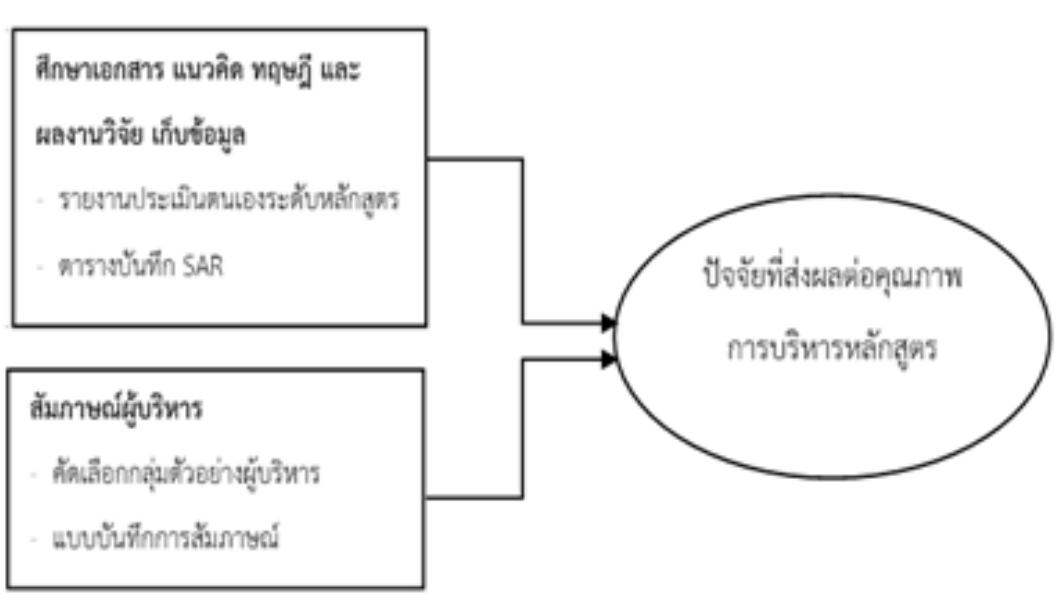 ศึกษาเอกสาร แนวคิด ทฤษฎี และ
ผลงานวิจัย เก็บข้อมูล
- รายงานประเมินตนเองระดับหลักสูตร
- ตารางบันทึก SAR
สัมภาษณ์ผู้บริหาร
- คัดเลือกกลุ่มตัวอย่างผู้บริหาร
- แบบบันทึกการสัมภาษณ์
ปัจจัยที่ส่งผลต่อคุณภาพ
การบริหารหลักสูตร